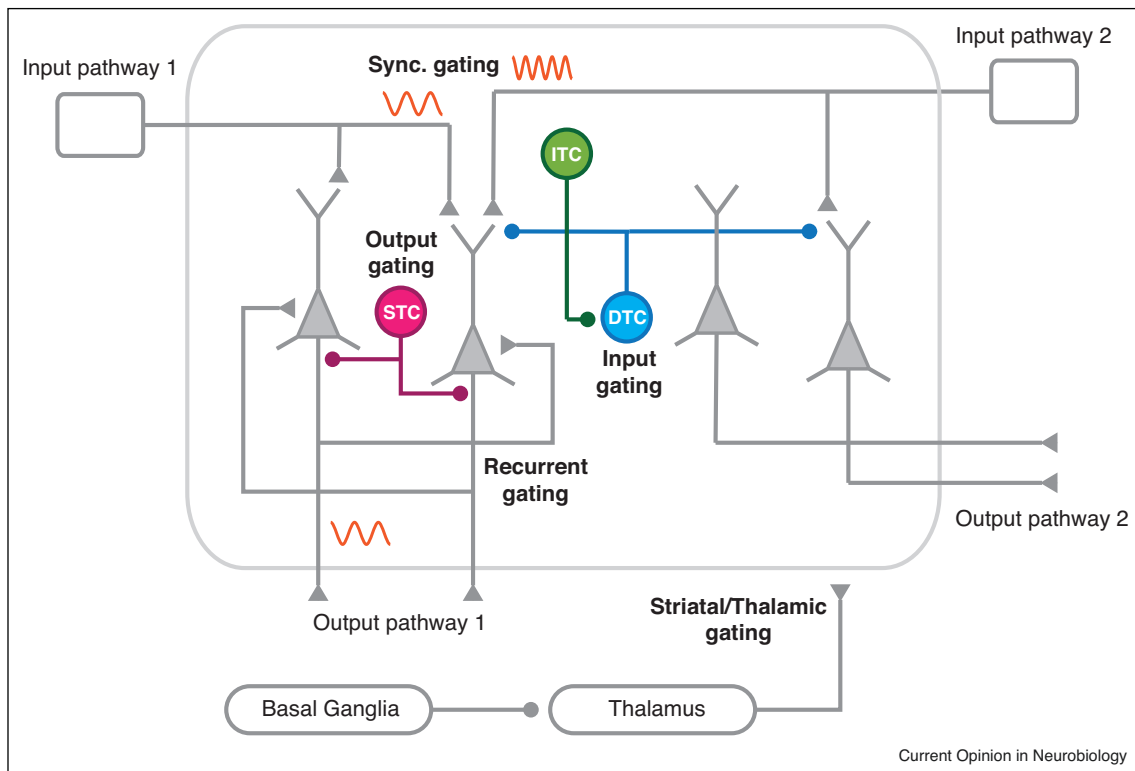 Input pathway 1
Sync. gating
Input pathway 2
ITC
Output
gating
STC
DTC
Input
gating
Recurrent
gating
Output pathway 2
Output pathway 1
Striatal/Thalamic
gating
Basal Ganglia
Thalamus
Current Opinion in Neurobiology